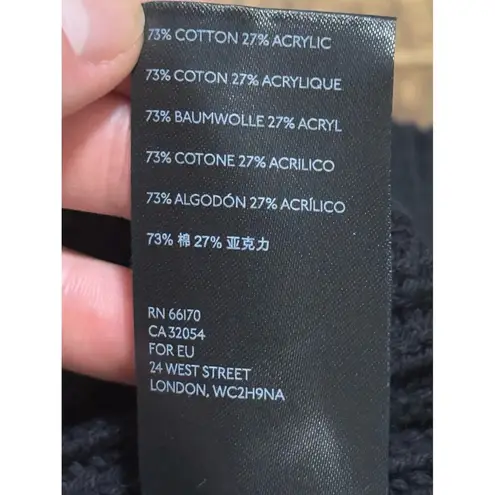 73% COTTON 27% ACRYLIC
73% COTON 27% ACRYLIQUE
73% BAUMWOLLE 27% ACRYL
73% COTONE 27% ACRILICO
73% ALGODÓN 27% ACRÍLICO
73% 棉 27% 亚克力
RN 66170
CA 32054
FOR EU
24 WEST STREET
LONDON, WC2H9NA